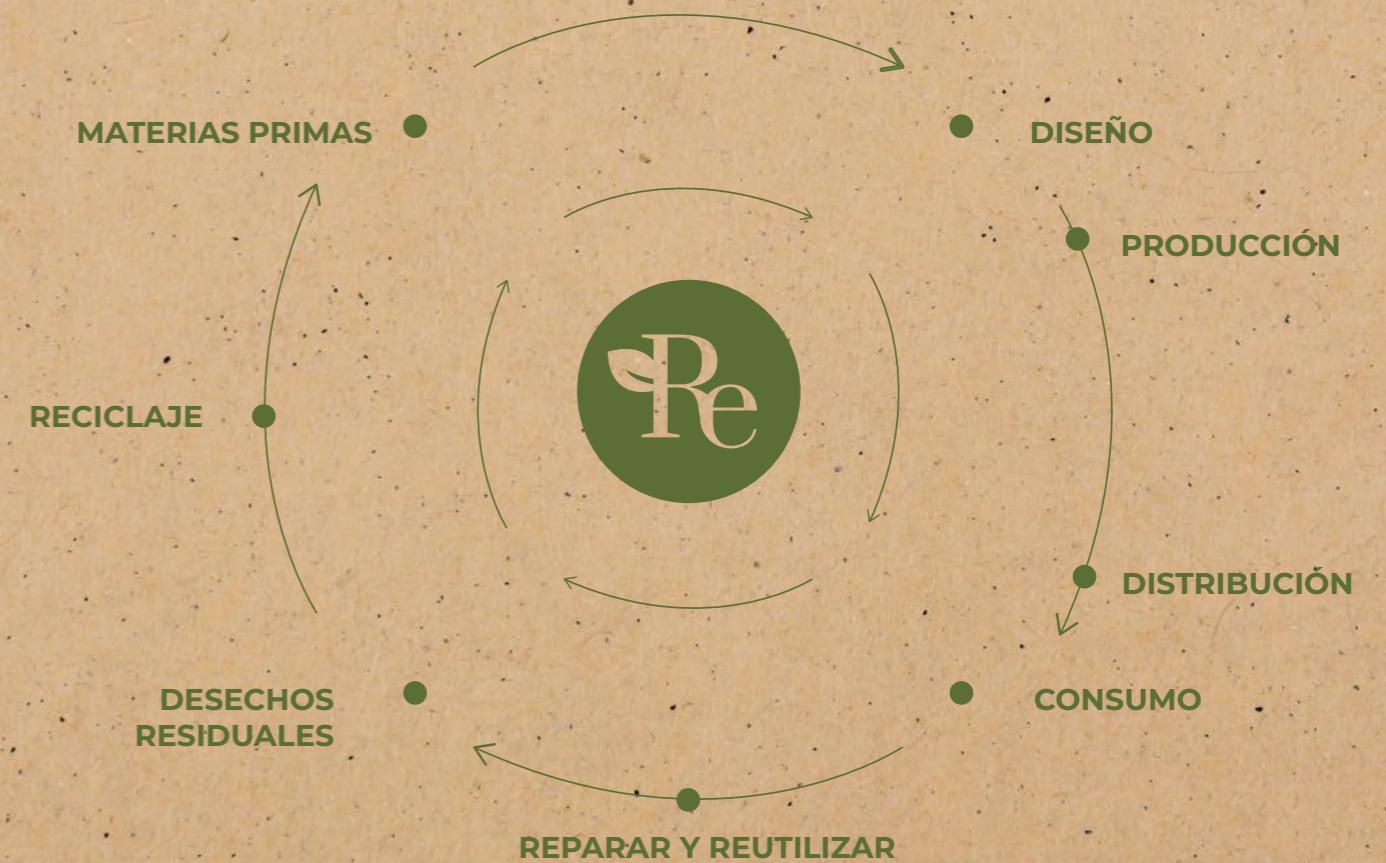 MATERIAS PRIMAS
DISEÑO
PRODUCCIÓN
Re
RECICLAJE
DISTRIBUCIÓN
DESECHOS
RESIDUALES
CONSUMO
REPARAR Y REUTILIZAR